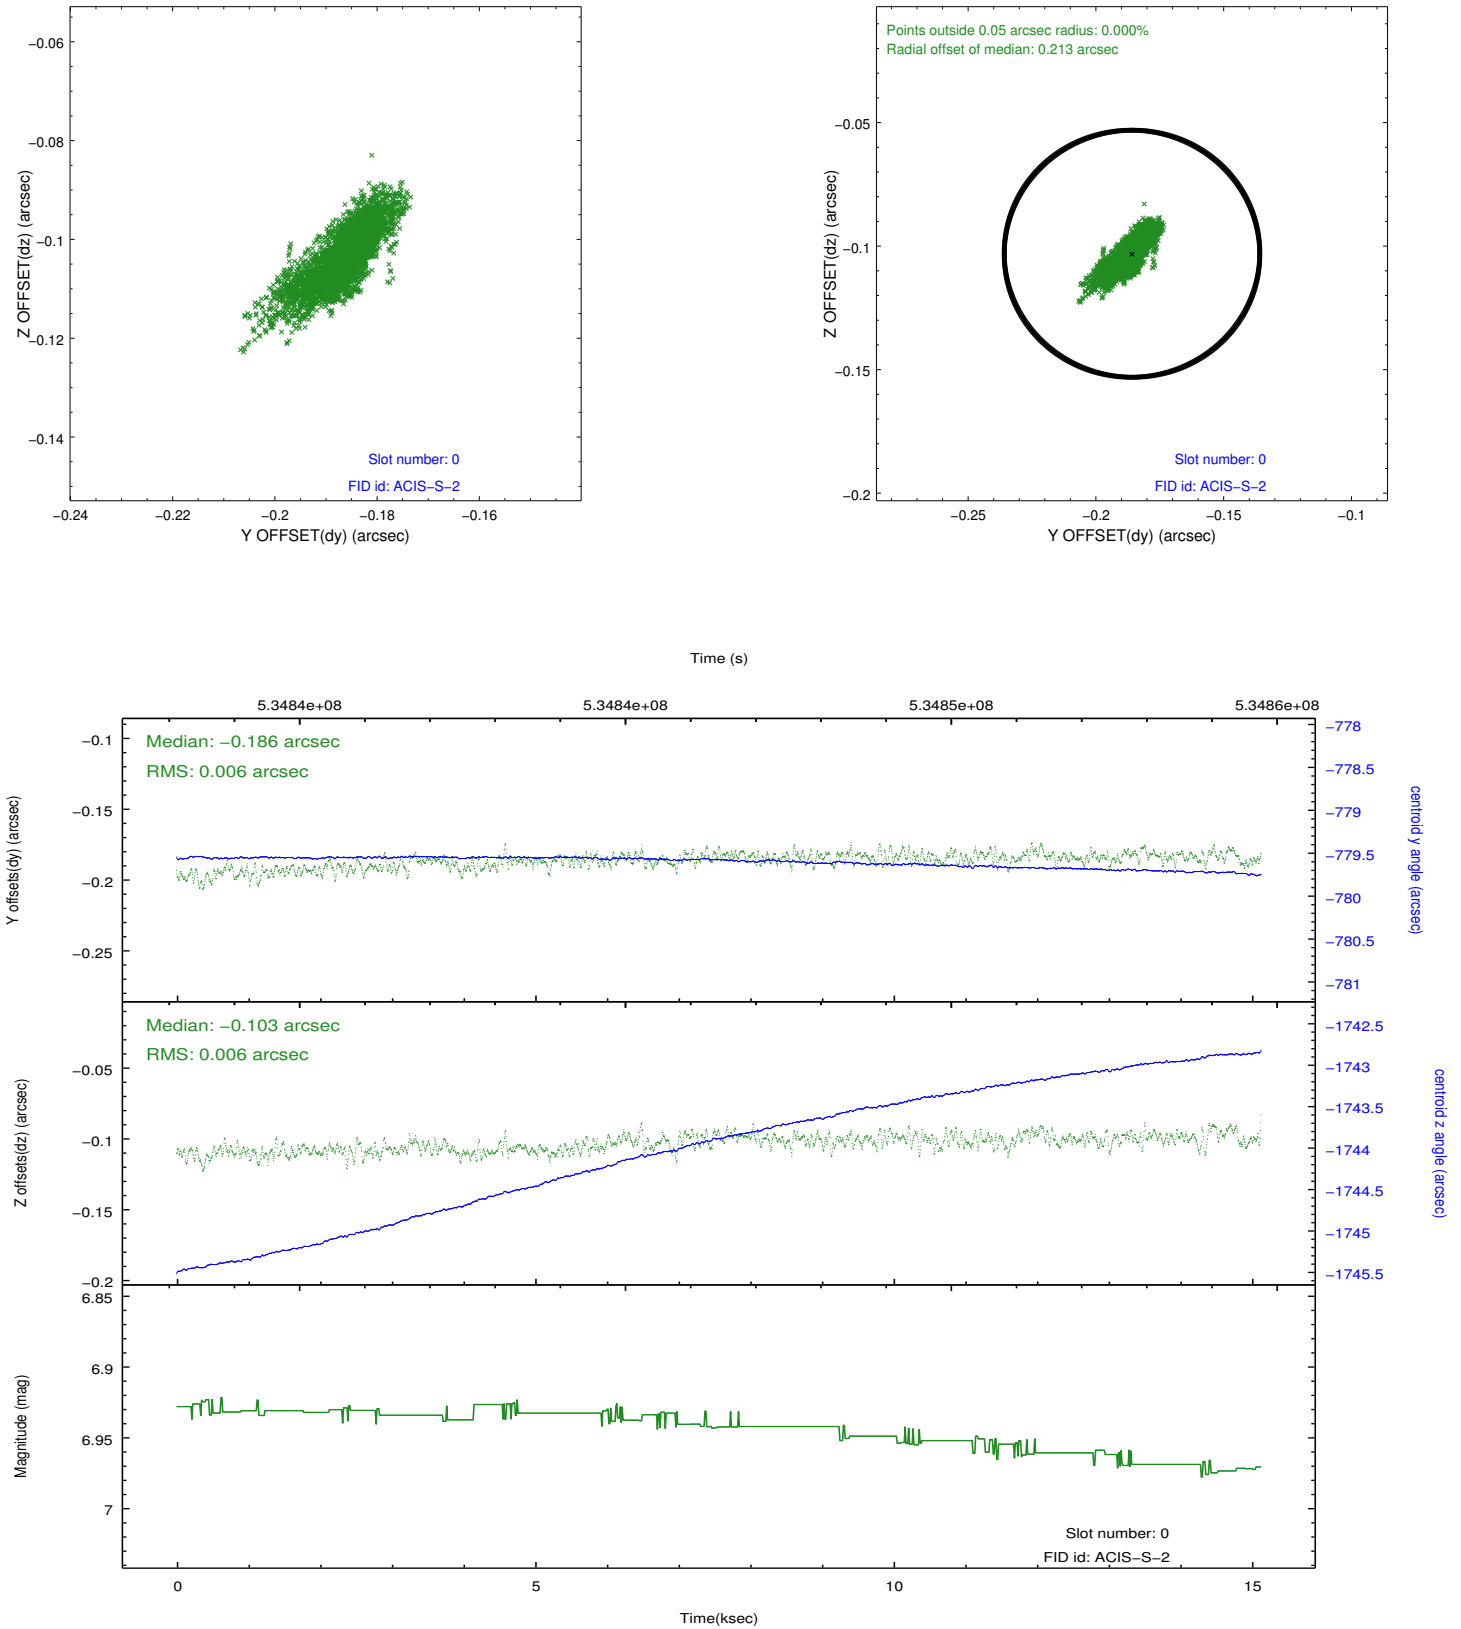 −0.06
−0.08
−0.1
−0.12
−0.14
Z OFFSET(dz) (arcsec)
Slot number: 0
FID id: ACIS−S−2
−0.24
−0.22
−0.2
−0.18
−0.16
Y OFFSET(dy) (arcsec)
Points outside 0.05 arcsec radius: 0.000%
Radial offset of median: 0.213 arcsec
−0.05
−0.1
−0.15
−0.2
Z OFFSET(dz) (arcsec)
Slot number: 0
FID id: ACIS−S−2
−0.25
−0.2
−0.15
−0.1
Y OFFSET(dy) (arcsec)
Time (s)
5.3484e+08
5.3484e+08
5.3485e+08
5.3486e+08
Median: −0.186 arcsec
RMS: 0.006 arcsec
−0.1
−0.15
−0.2
−0.25
Y offsets(dy) (arcsec)
−778
−778.5
−779
−779.5
−780
−780.5
−781
centroid y angle (arcsec)
Median: −0.103 arcsec
RMS: 0.006 arcsec
−0.05
−0.1
−0.15
−0.2
Z offsets(dz) (arcsec)
−1742.5
−1743
−1743.5
−1744
−1744.5
−1745
−1745.5
centroid z angle (arcsec)
6.85
6.9
6.95
7
Magnitude (mag)
Slot number: 0
FID id: ACIS−S−2
0
5
10
15
Time(ksec)